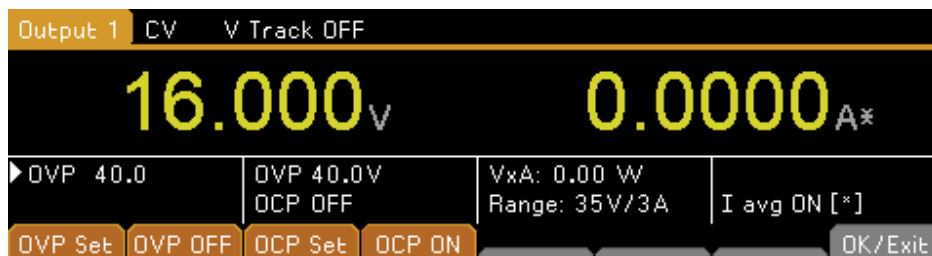 Output 1 CV V Track OFF
16.000V 0.0000A*
OVP 40.0 OVP 40.0V VxA: 0.00 W
OCP OFF Range: 35V/3A I avg ON [*]
OVP Set OVP OFF OCP Set OCP ON OK/Exit